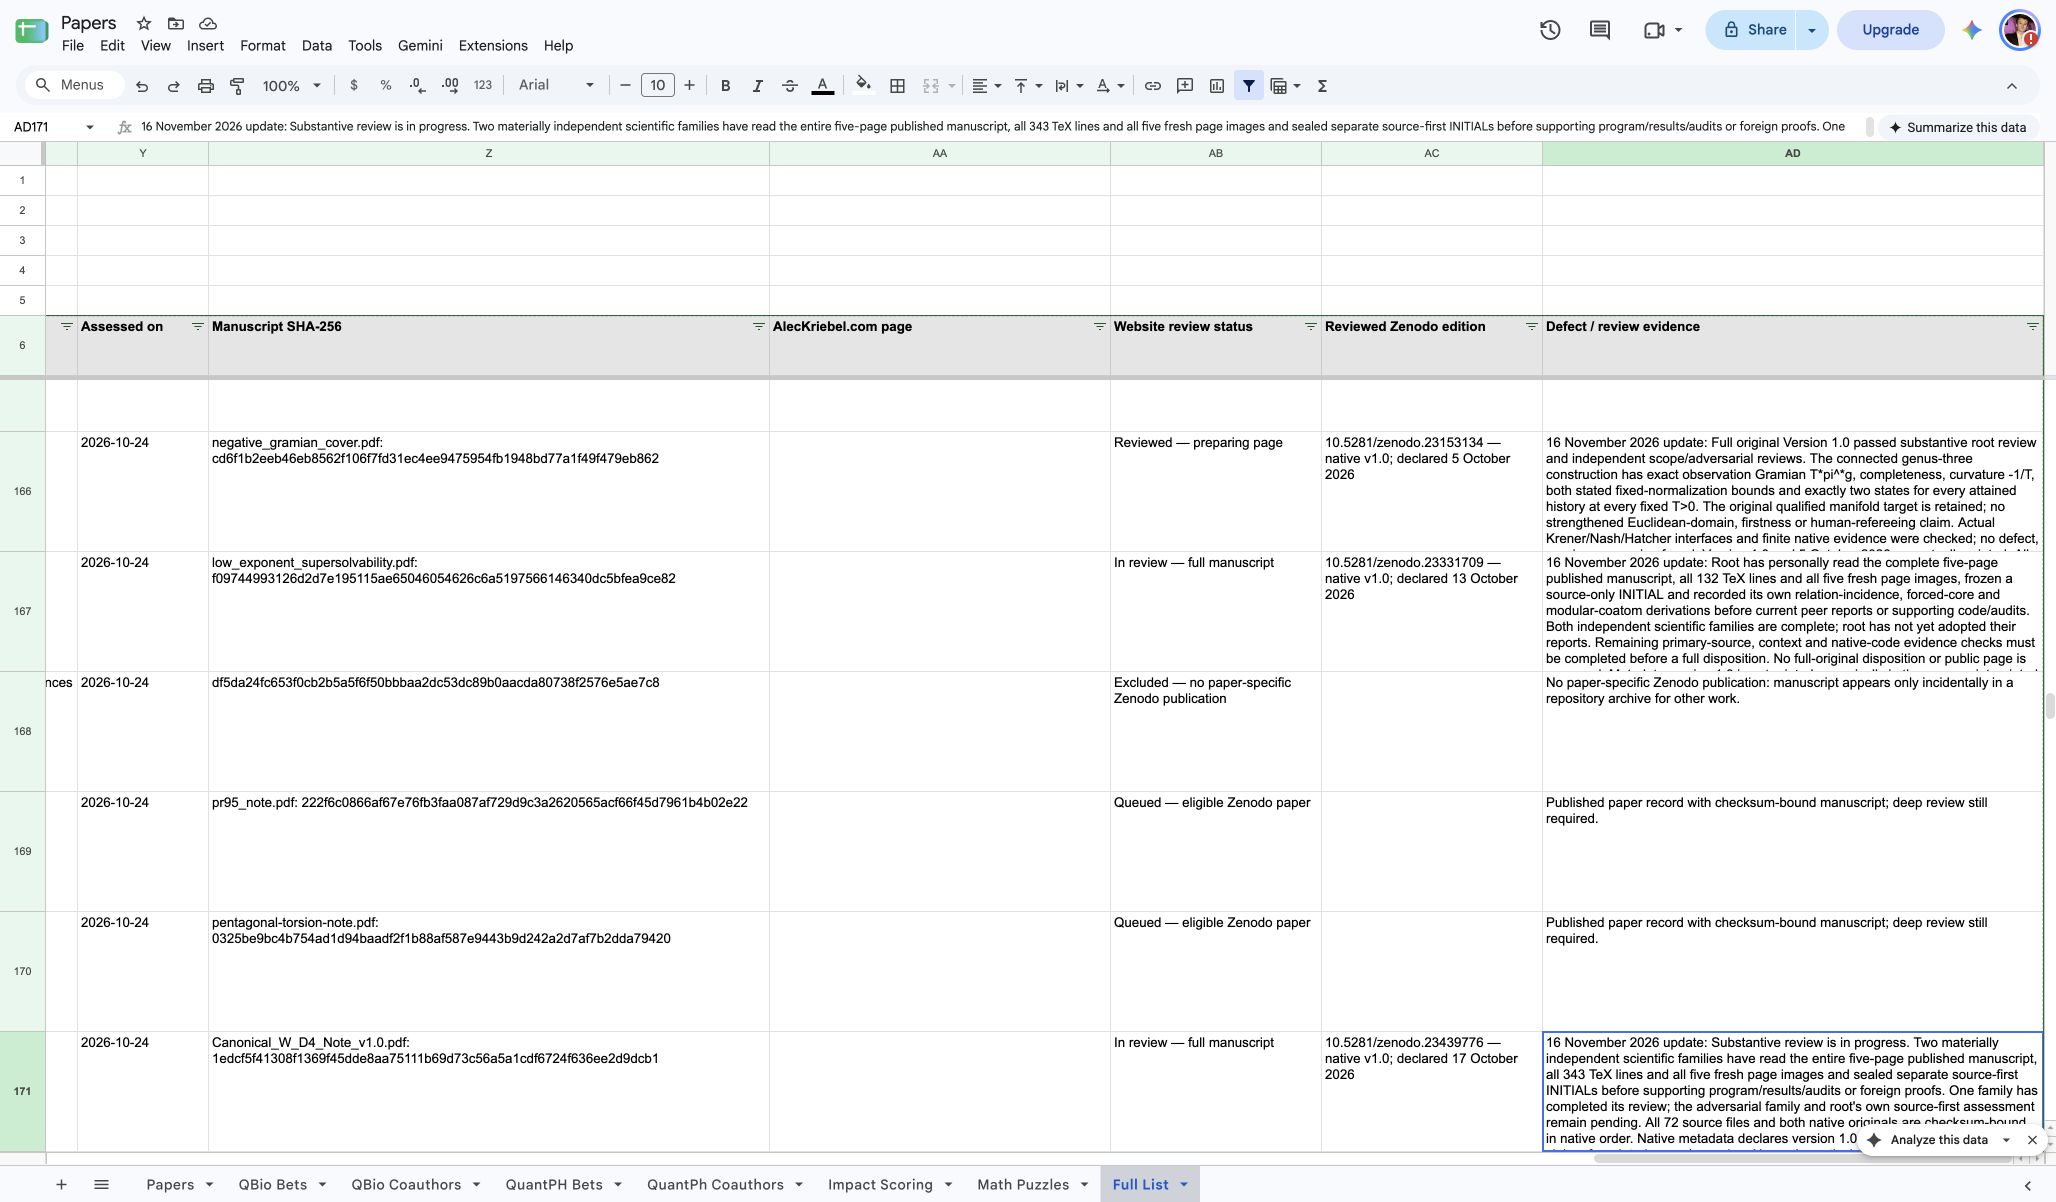 Papers
File Edit View Insert Format Data Tools Gemini Extensions Help
Share
Upgrade
Menus
100%
$ % .0 .00 123
Arial
10
B I A
AD171
fx 16 November 2026 update: Substantive review is in progress. Two materially independent scientific families have read the entire five-page published manuscript, all 343 TeX lines and all five fresh page images and sealed separate source-first INITIALs before supporting program/results/audits or foreign proofs. One
Summarize this data
Y Z AA AB AC AD
1
2
3
4
5
6
Assessed on
Manuscript SHA-256
AlecKriebel.com page
Website review status
Reviewed Zenodo edition
Defect / review evidence
166
2026-10-24
negative_gramian_cover.pdf:
cd6f1b2eeb46eb8562f106f7fd31ec4ee9475954fb1948bd77a1f49f479eb862
Reviewed — preparing page
10.5281/zenodo.23153134 —
native v1.0; declared 5 October
2026
16 November 2026 update: Full original Version 1.0 passed substantive root review
and independent scope/adversarial reviews. The connected genus-three
construction has exact observation Gramian T*pi^*g, completeness, curvature -1/T,
both stated fixed-normalization bounds and exactly two states for every attained
history at every fixed T>0. The original qualified manifold target is retained; no
strengthened Euclidean-domain, firstness or human-refereeing claim. Actual
Krener/Nash/Hatcher interfaces and finite native evidence were checked; no defect,
167
2026-10-24
low_exponent_supersolvability.pdf:
f09744993126d2d7e195115ae65046054626c6a5197566146340dc5bfea9ce82
In review — full manuscript
10.5281/zenodo.23331709 —
native v1.0; declared 13 October
2026
16 November 2026 update: Root has personally read the complete five-page
published manuscript, all 132 TeX lines and all five fresh page images, frozen a
source-only INITIAL and recorded its own relation-incidence, forced-core and
modular-coatom derivations before current peer reports or supporting code/audits.
Both independent scientific families are complete; root has not yet adopted their
reports. Remaining primary-source, context and native-code evidence checks must
be completed before a full disposition. No full-original disposition or public page is
168
nces
2026-10-24
df5da24fc653f0cb2b5a5f6f50bbbaa2dc53dc89b0aacda80738f2576e5ae7c8
Excluded — no paper-specific
Zenodo publication
No paper-specific Zenodo publication: manuscript appears only incidentally in a
repository archive for other work.
169
2026-10-24
pr95_note.pdf: 222f6c0866af67e76fb3faa087af729d9c3a2620565acf66f45d7961b4b02e22
Queued — eligible Zenodo paper
Published paper record with checksum-bound manuscript; deep review still
required.
170
2026-10-24
pentagonal-torsion-note.pdf:
0325be9bc4b754ad1d94baadf2f1b88af587e9443b9d242a2d7af7b2dda79420
Queued — eligible Zenodo paper
Published paper record with checksum-bound manuscript; deep review still
required.
171
2026-10-24
Canonical_W_D4_Note_v1.0.pdf:
1edcf5f41308f1369f45dde8aa75111b69d73c56a5a1cdf6724f636ee2d9dcb1
In review — full manuscript
10.5281/zenodo.23439776 —
native v1.0; declared 17 October
2026
16 November 2026 update: Substantive review is in progress. Two materially
independent scientific families have read the entire five-page published manuscript,
all 343 TeX lines and all five fresh page images and sealed separate source-first
INITIALs before supporting program/results/audits or foreign proofs. One family has
completed its review; the adversarial family and root's own source-first assessment
remain pending. All 72 source files and both native originals are checksum-bound
in native order. Native metadata declares version 1.0
Analyze this data
Papers QBio Bets QBio Coauthors QuantPH Bets QuantPh Coauthors Impact Scoring Math Puzzles Full List